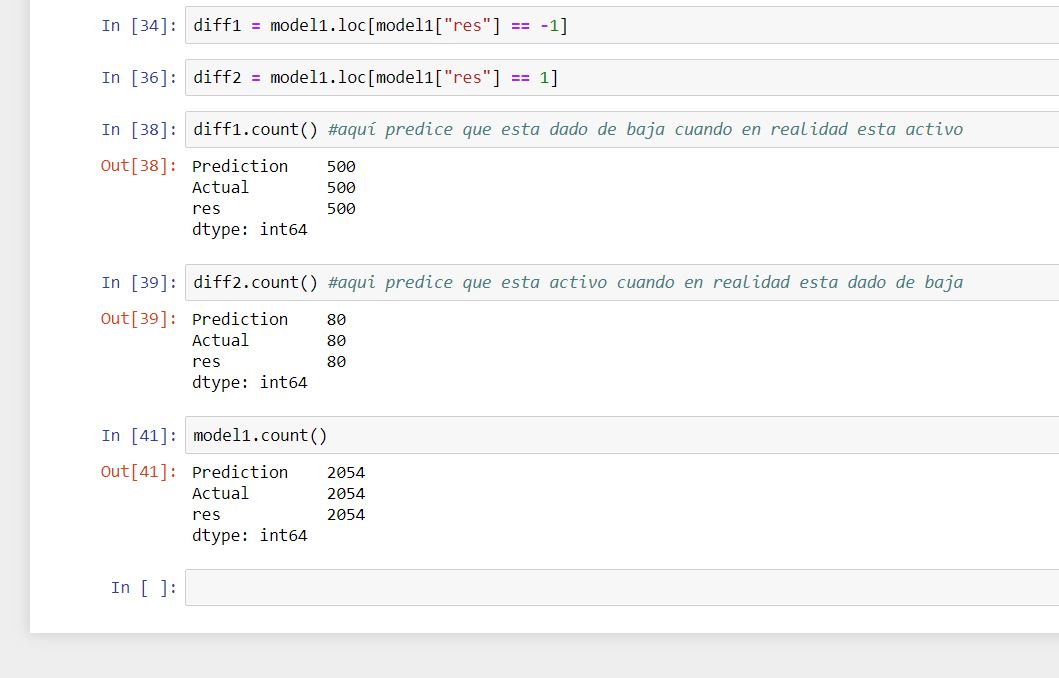 In [34]: diff1 = model1.loc[model1["res"] == -1]
In [36]: diff2 = model1.loc[model1["res"] == 1]
In [38]: diff1.count() #aquí predice que esta dado de baja cuando en realidad esta activo
Out[38]: Prediction    500
Actual        500
res           500
dtype: int64
In [39]: diff2.count() #aqui predice que esta activo cuando en realidad esta dado de baja
Out[39]: Prediction    80
Actual        80
res           80
dtype: int64
In [41]: model1.count()
Out[41]: Prediction    2054
Actual        2054
res           2054
dtype: int64
In [ ]: